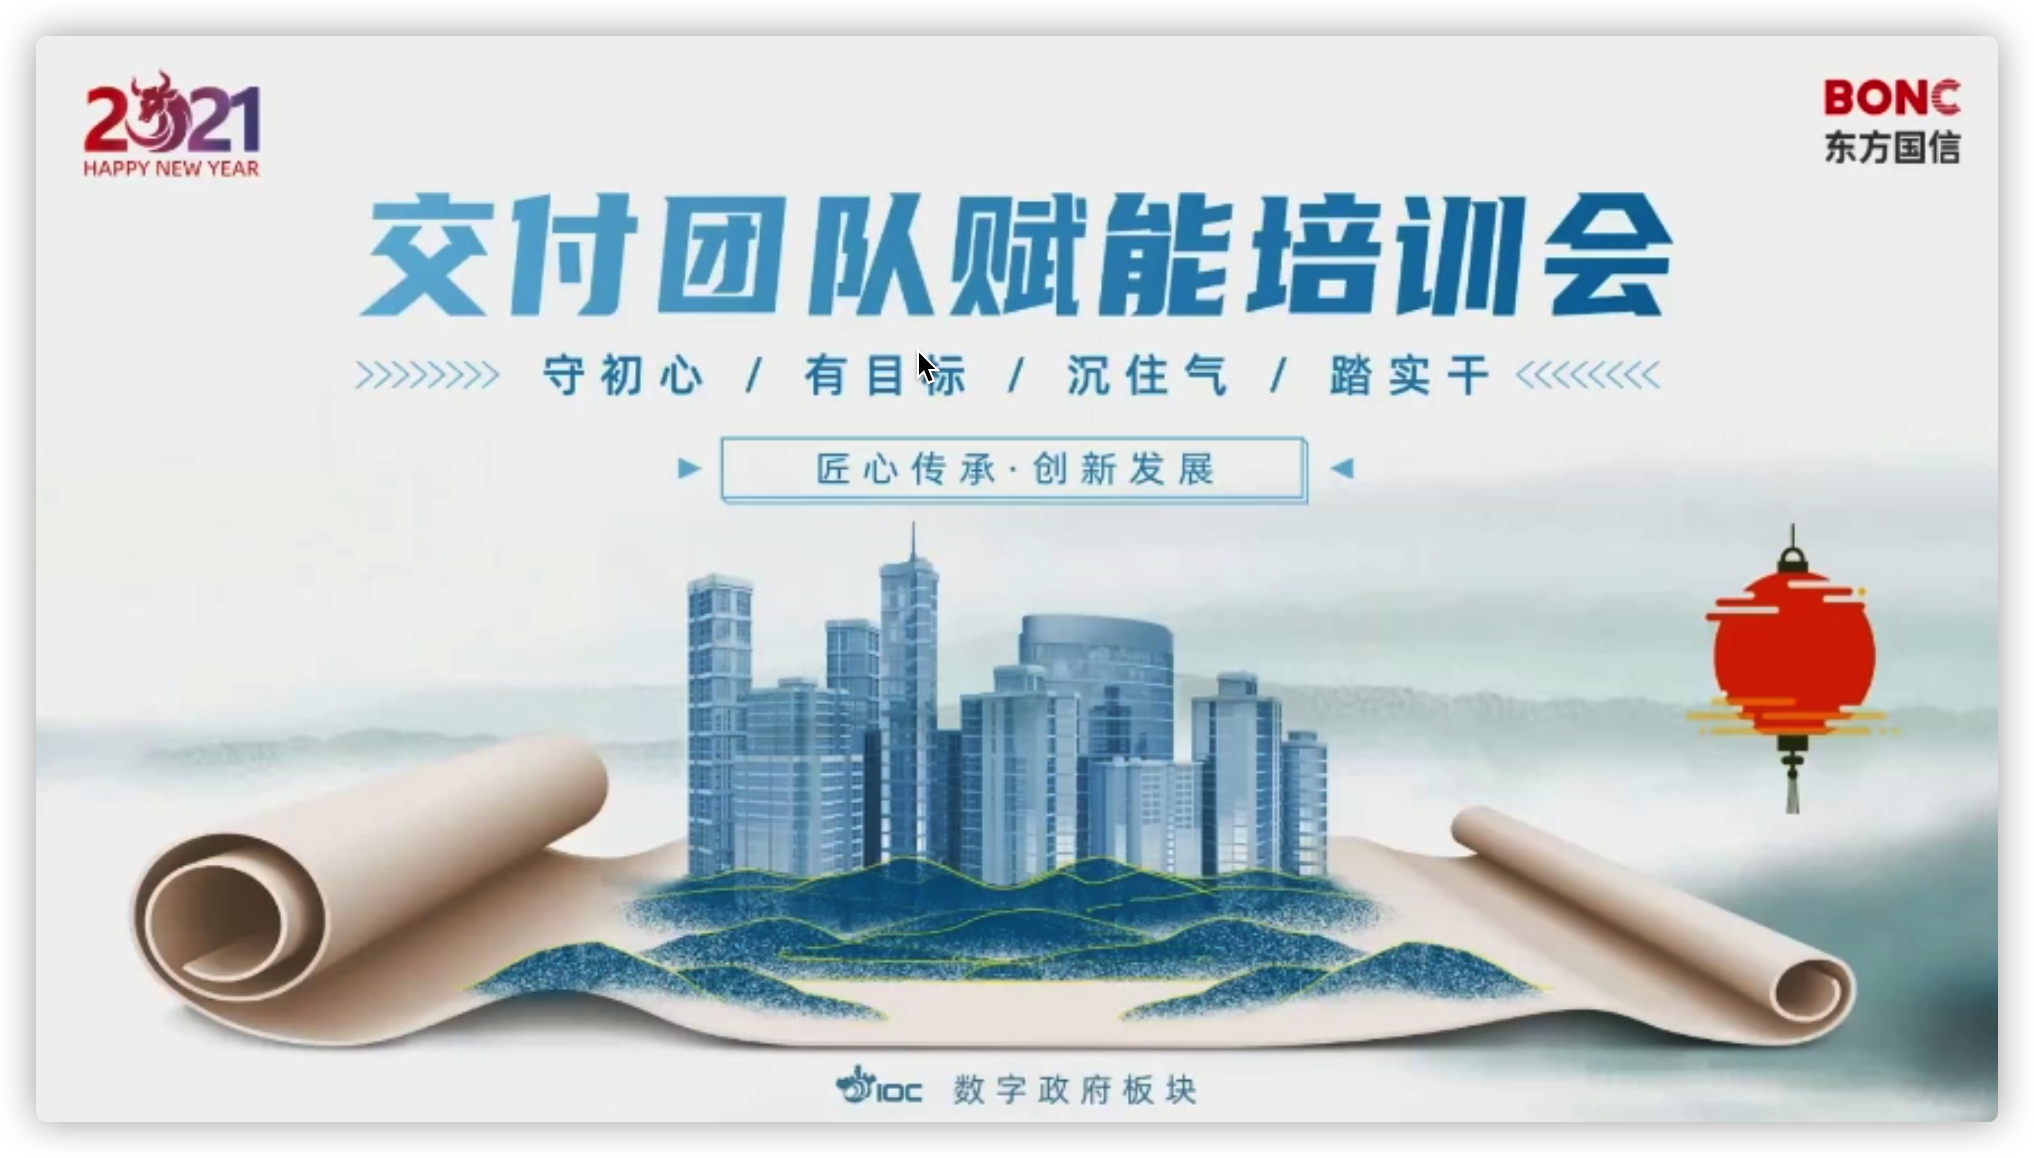 2021
HAPPY NEW YEAR
BONC
东方国信
交付团队赋能培训会
守初心 / 有目标 / 沉住气 / 踏实干
匠心传承·创新发展
IOC 数字政府板块